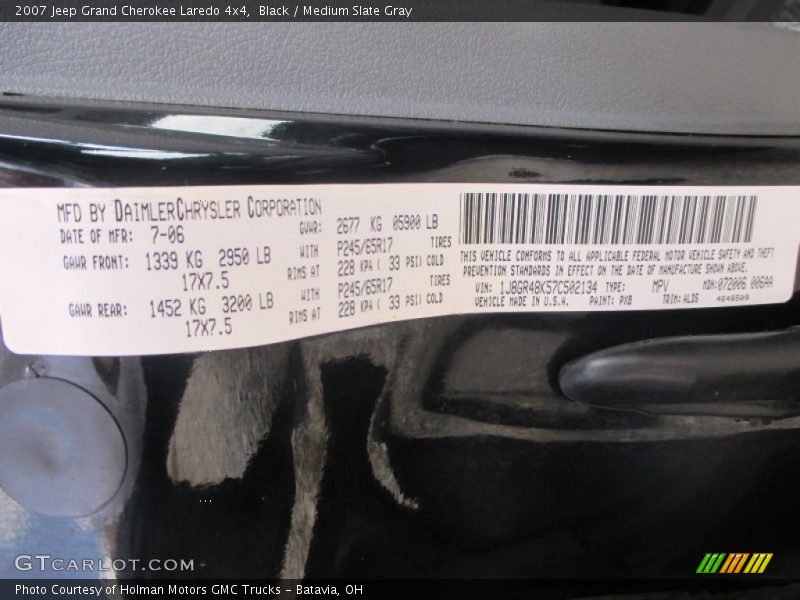 2007 Jeep Grand Cherokee Laredo 4x4, Black / Medium Slate Gray
MFD BY DAIMLERCHRYSLER CORPORATION
DATE OF MFR: 7-06 GVWR: 2677 KG 05900 LB
GAWR FRONT: 1339 KG 2950 LB WITH P245/65R17 TIRES
17X7.5 RIMS AT 228 KPA ( 33 PSI) COLD
GAWR REAR: 1452 KG 3200 LB WITH P245/65R17 TIRES
17X7.5 RIMS AT 228 KPA ( 33 PSI) COLD
THIS VEHICLE CONFORMS TO ALL APPLICABLE FEDERAL MOTOR VEHICLE SAFETY AND THEFT
PREVENTION STANDARDS IN EFFECT ON THE DATE OF MANUFACTURE SHOWN ABOVE.
VIN: 1J8GR48K57C502134 TYPE: MPV MDH:072006 006AA
VEHICLE MADE IN U.S.A. PAINT: PX8 TRIM: ALDS 4648509
GTCARLOT.COM
Photo Courtesy of Holman Motors GMC Trucks - Batavia, OH